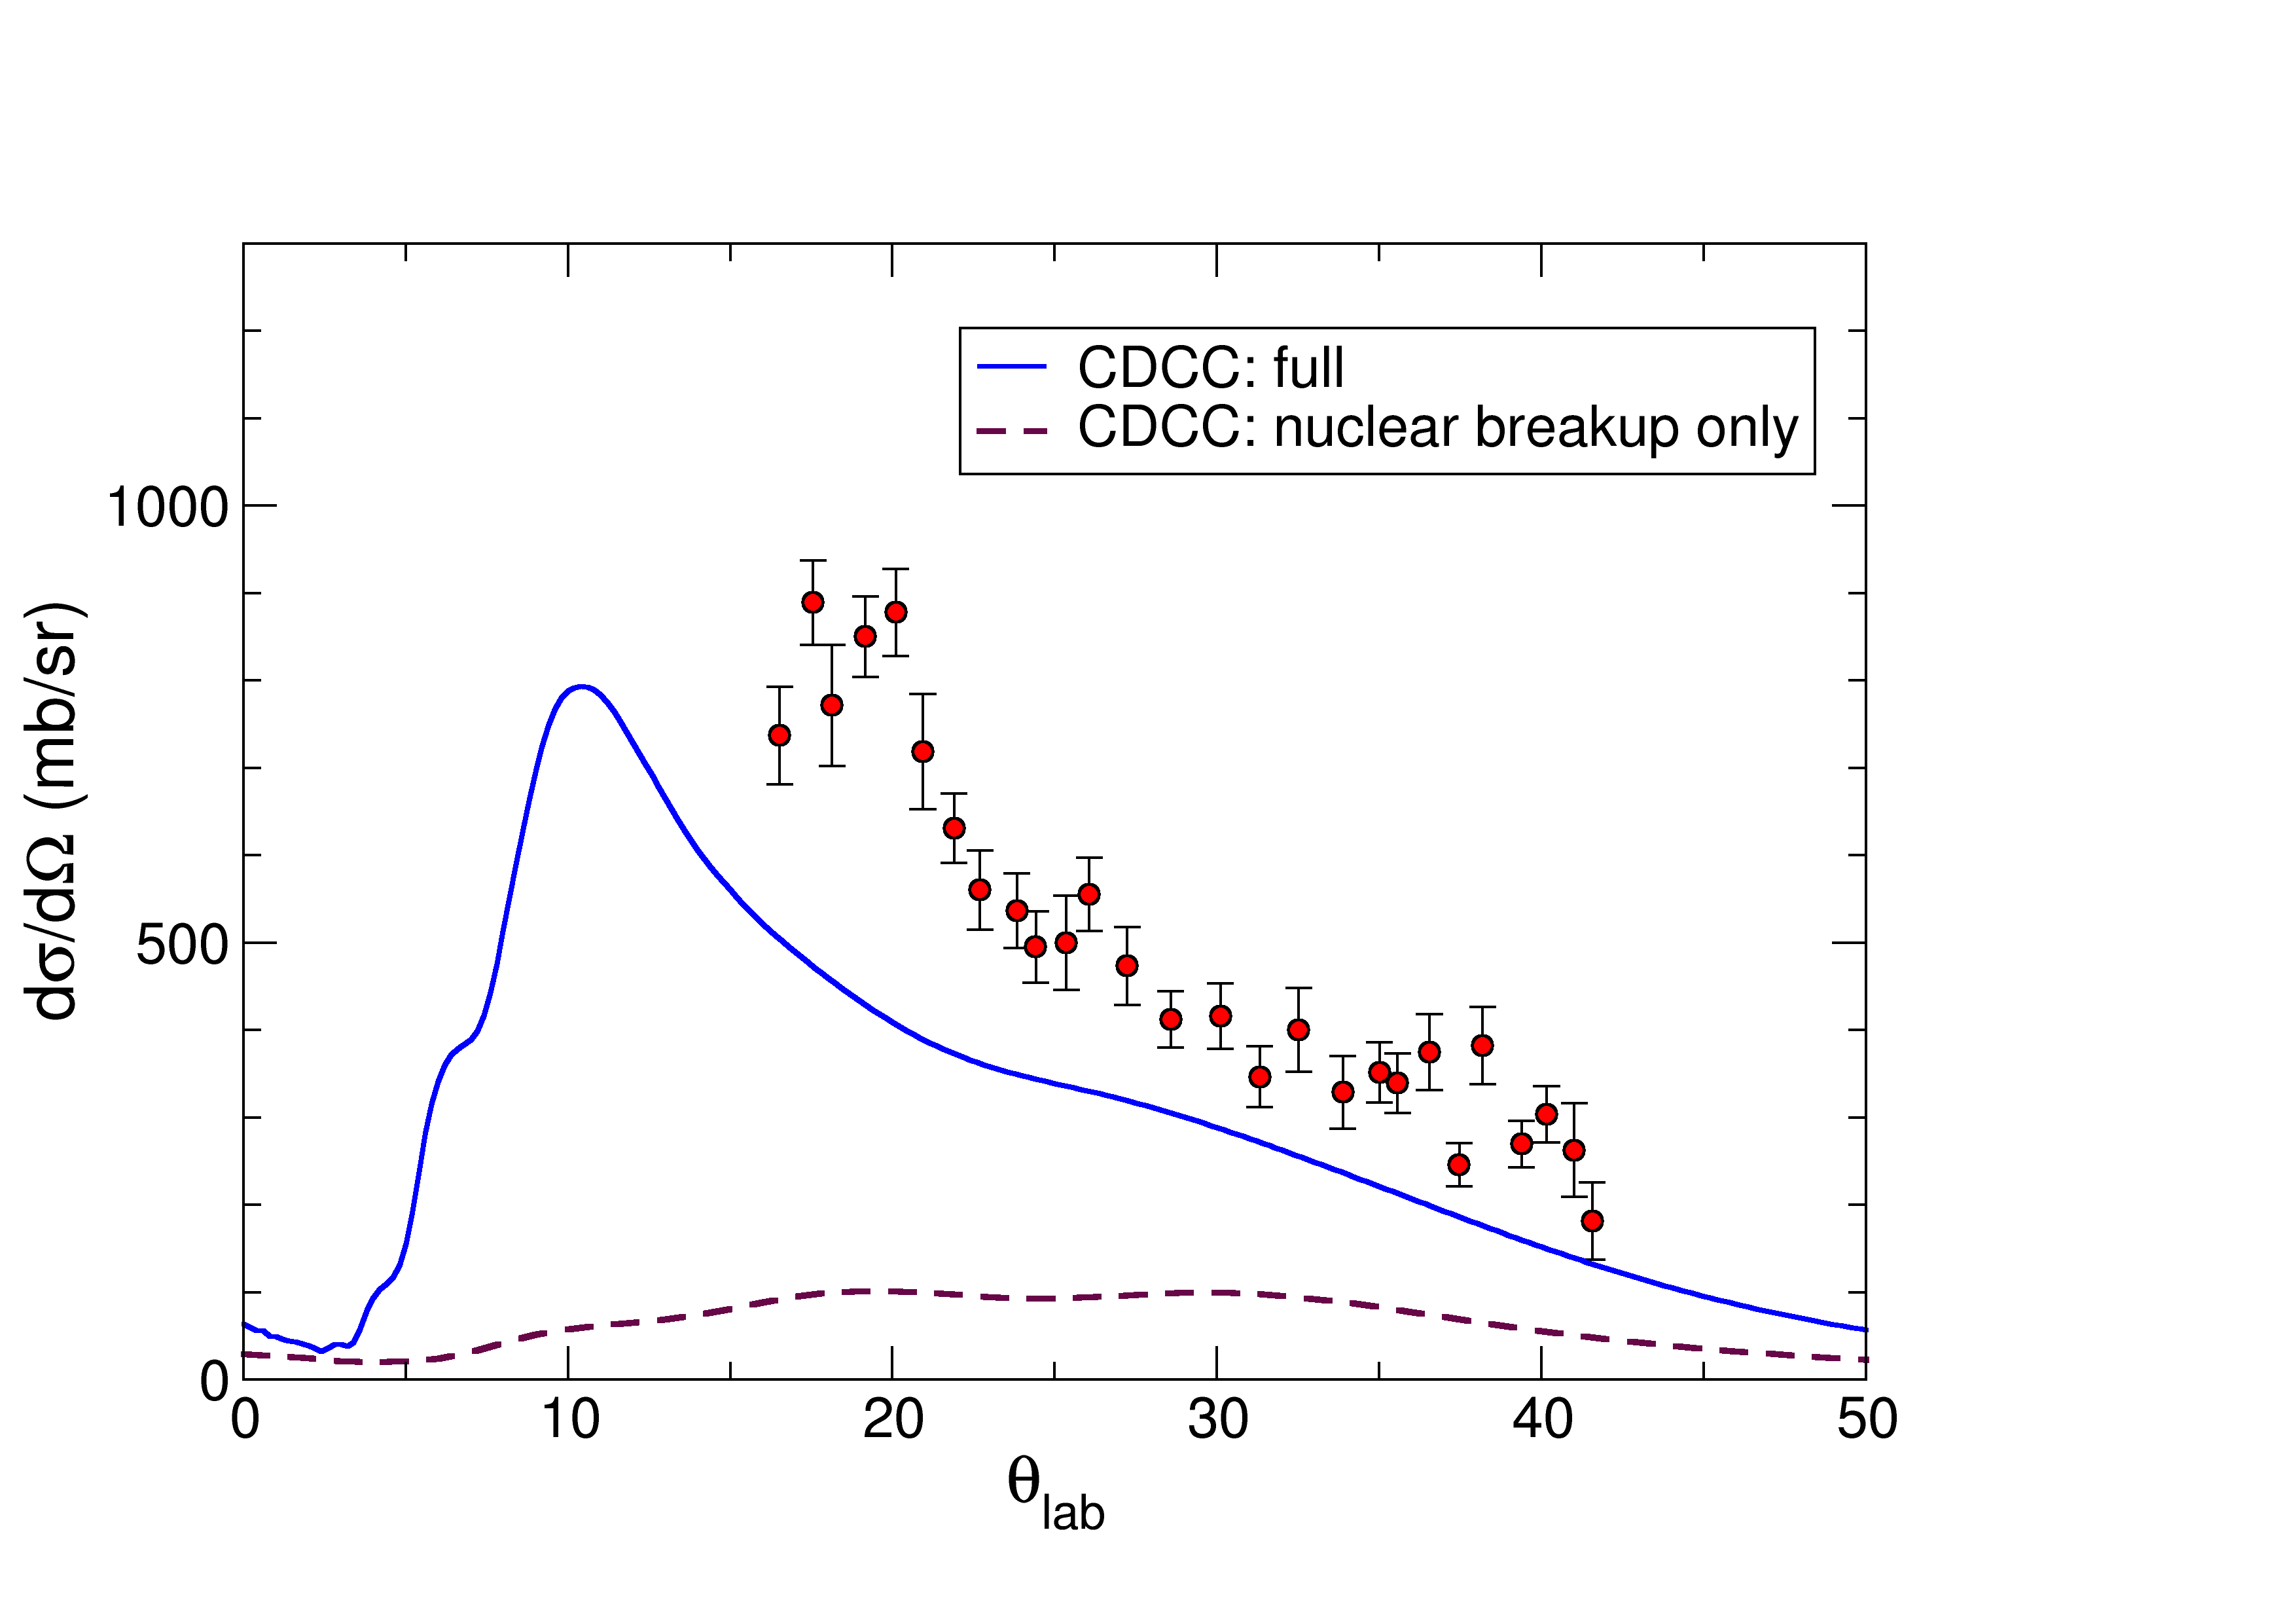 CDCC: full
CDCC: nuclear breakup only
dσ/dΩ (mb/sr)
1000
500
0
0 10 20 30 40 50
θlab